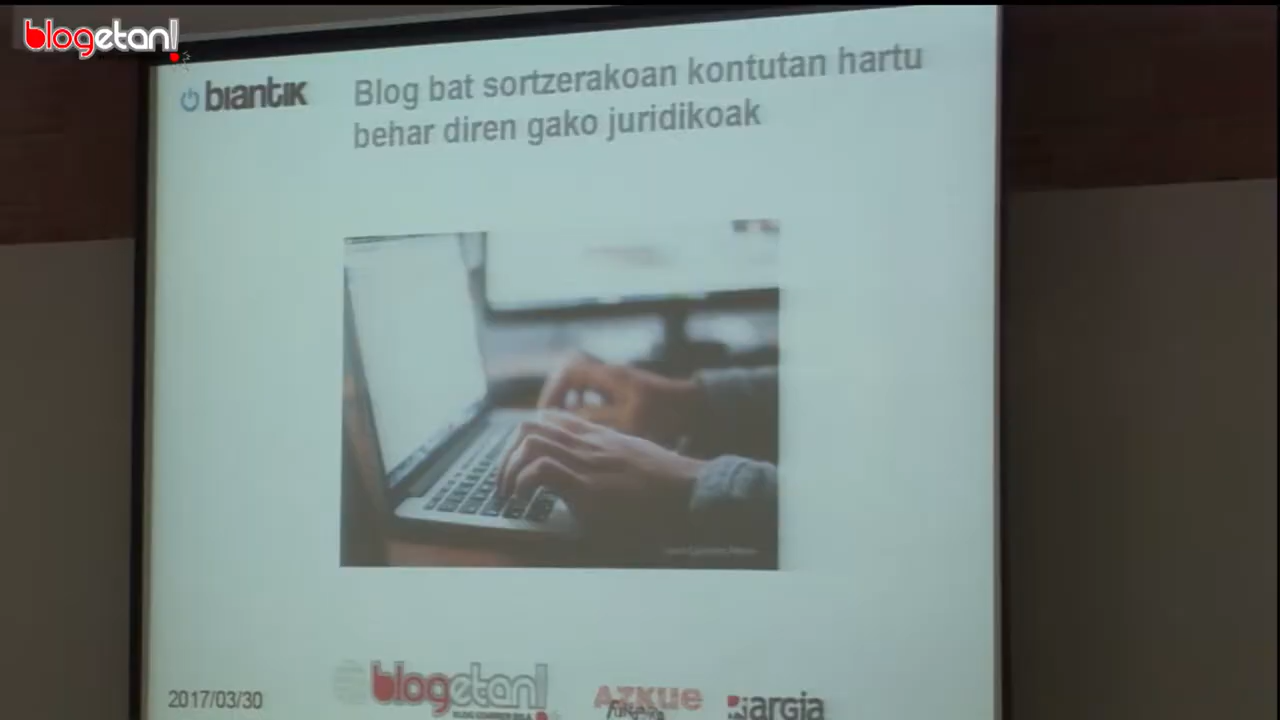 blogetan!
biantik
Blog bat sortzerakoan kontutan hartu
behar diren gako juridikoak
2017/03/30
blogetan!
AZKUE
argia